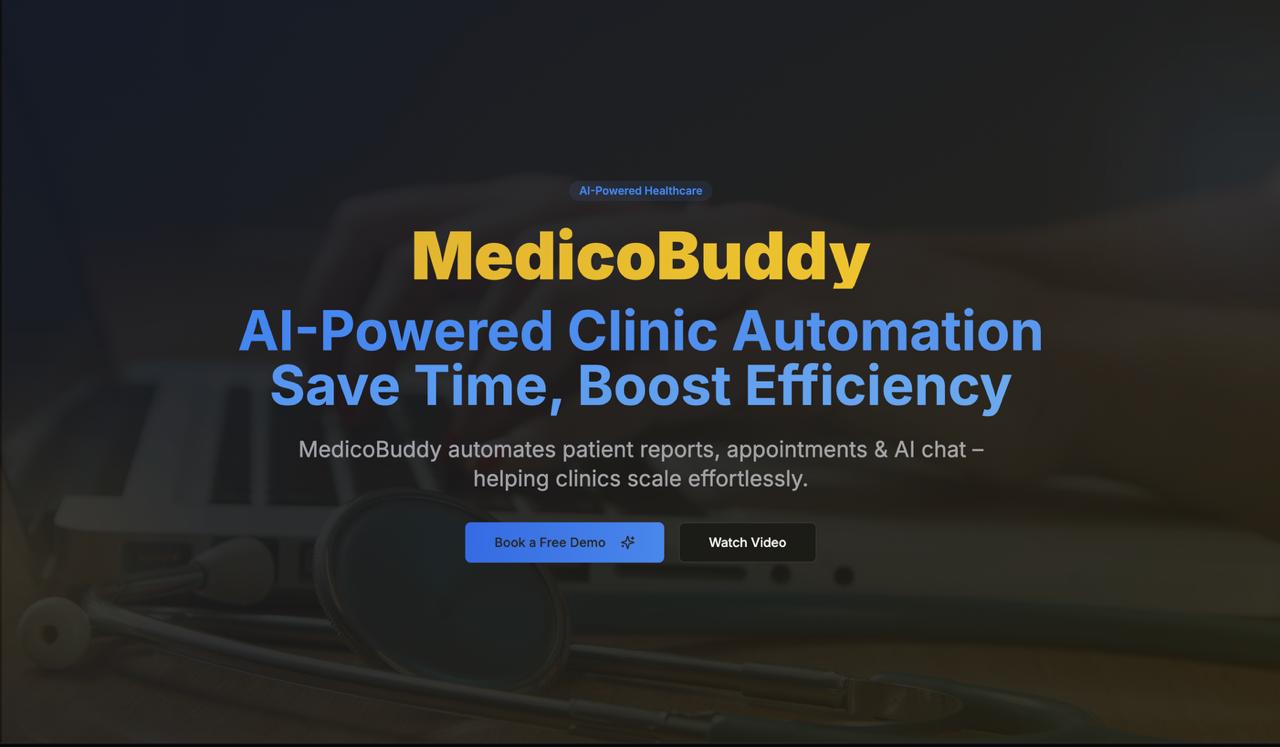 AI-Powered Healthcare
MedicoBuddy
AI-Powered Clinic Automation
Save Time, Boost Efficiency
MedicoBuddy automates patient reports, appointments & AI chat –
helping clinics scale effortlessly.
Book a Free Demo
Watch Video